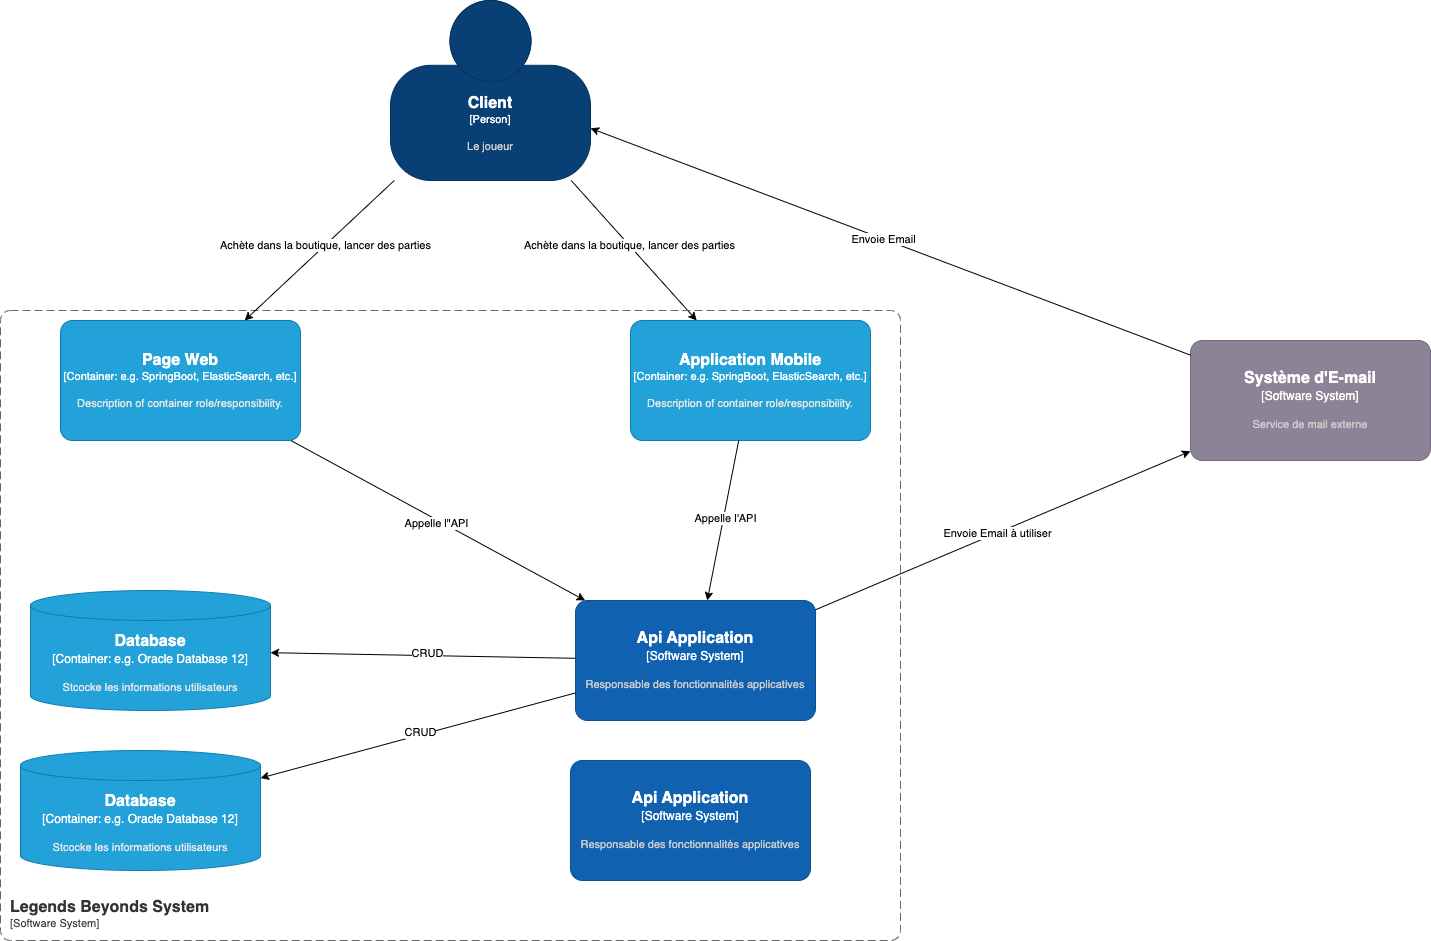 Client
[Person]
Le joueur
Achète dans la boutique, lancer des parties
Achète dans la boutique, lancer des parties
Envoie Email
Page Web
[Container: e.g. SpringBoot, ElasticSearch, etc.]
Description of container role/responsibility.
Application Mobile
[Container: e.g. SpringBoot, ElasticSearch, etc.]
Description of container role/responsibility.
Système d'E-mail
[Software System]
Service de mail externe
Appelle l"API
Appelle l'API
Envoie Email à utiliser
Database
[Container: e.g. Oracle Database 12]
Stcocke les informations utilisateurs
CRUD
Api Application
[Software System]
Responsable des fonctionnalités applicatives
CRUD
Database
[Container: e.g. Oracle Database 12]
Stcocke les informations utilisateurs
Api Application
[Software System]
Responsable des fonctionnalités applicatives
Legends Beyonds System
[Software System]